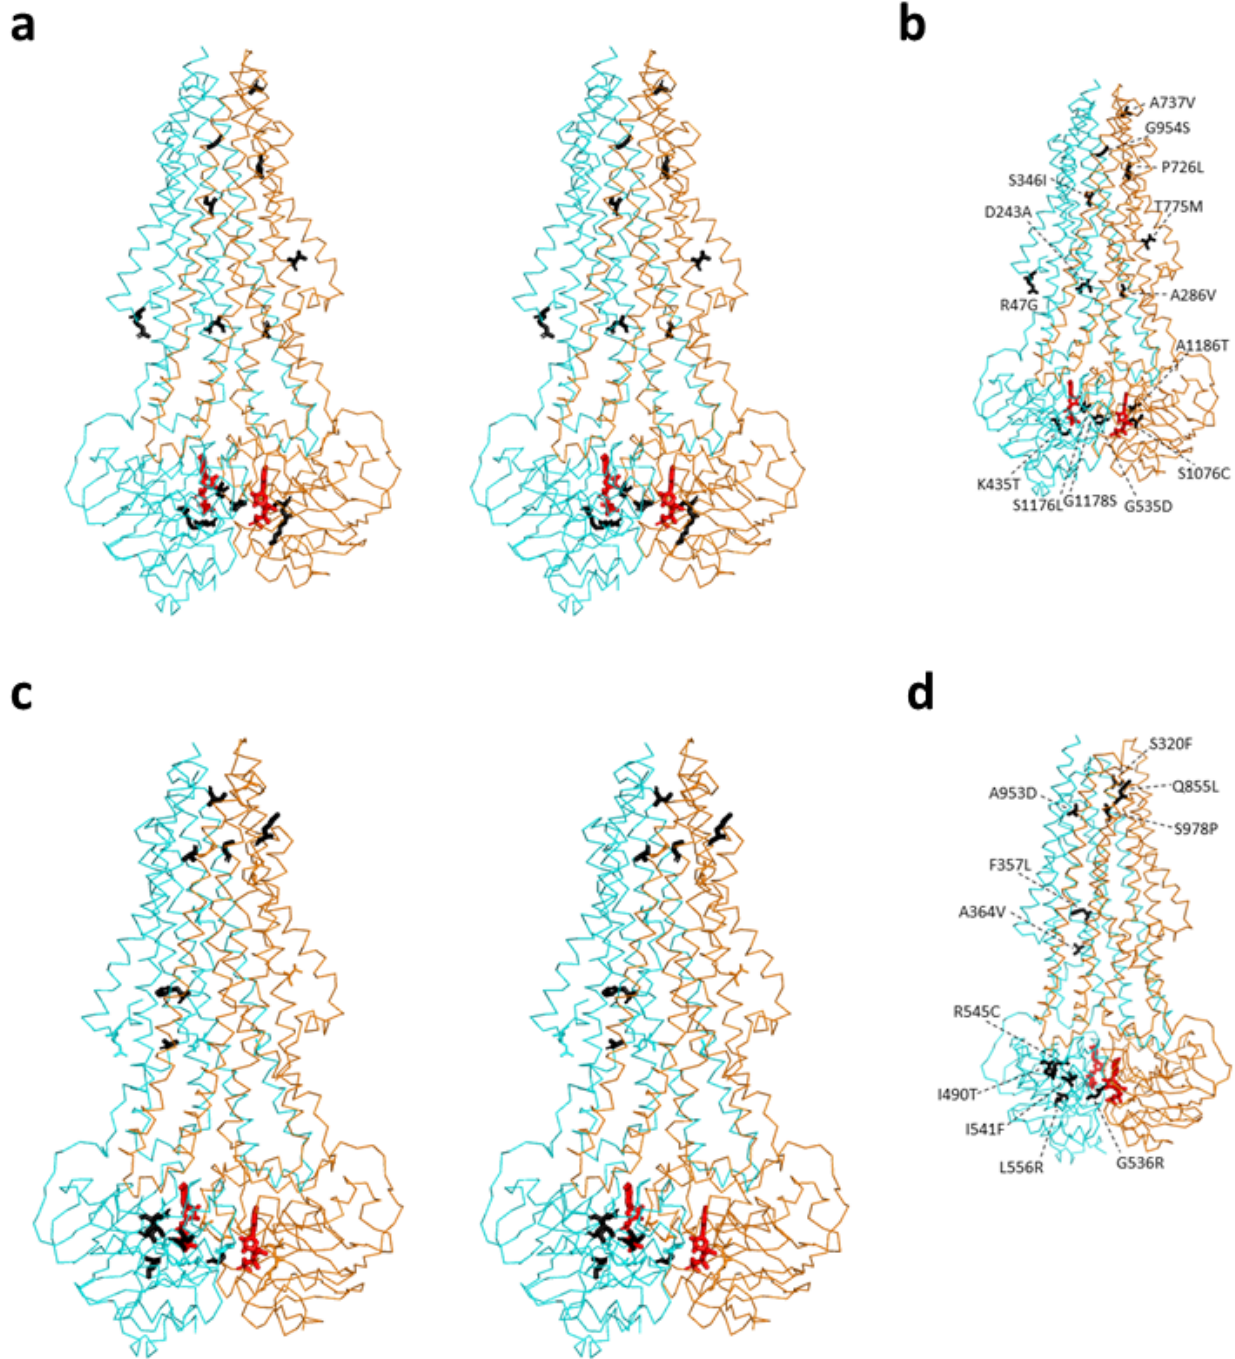 a
b
A737V
G954S
P726L
S346I
T775M
D243A
R47G
A286V
A1186T
K435T
S1076C
S1176L
G1178S
G535D
c
d
S320F
A953D
Q855L
S978P
F357L
A364V
R545C
I490T
I541F
L556R
G536R